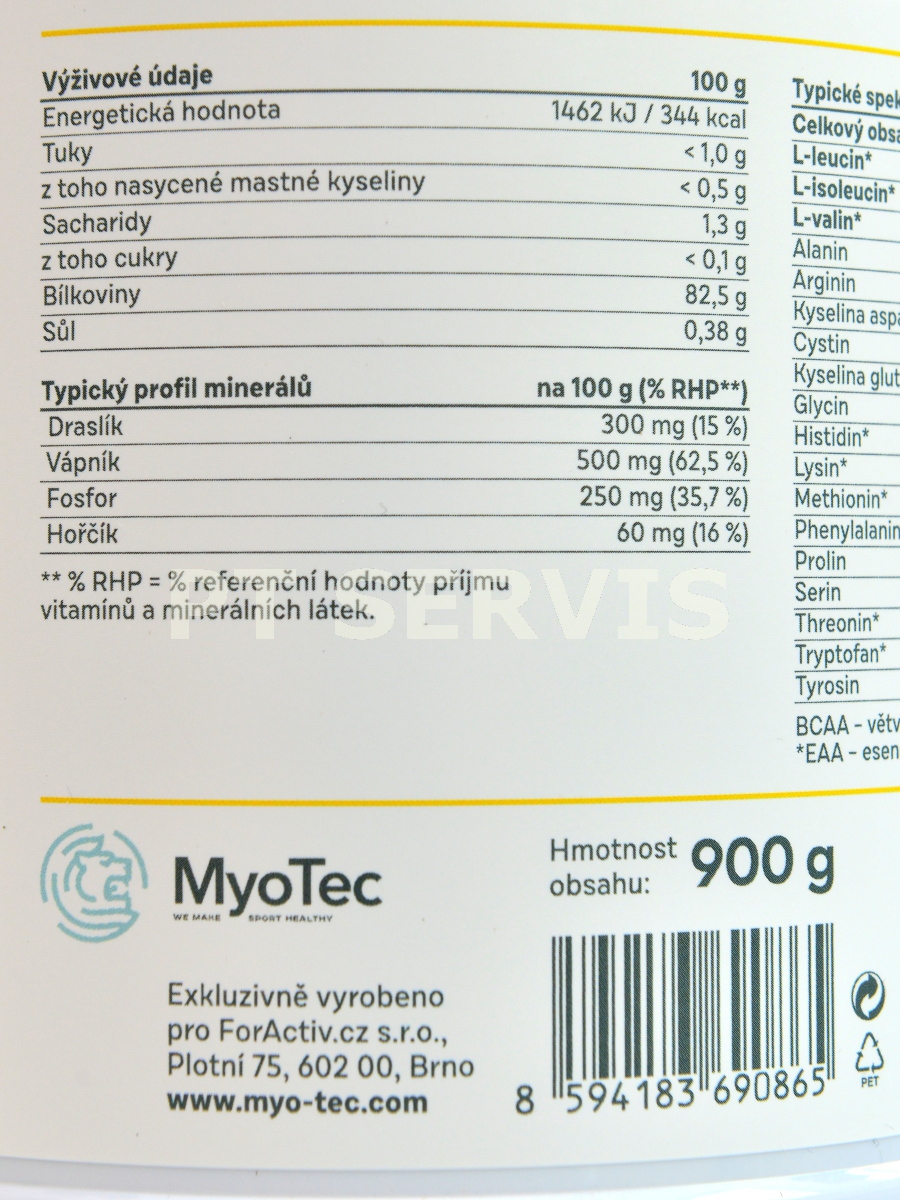 Výživové údaje 100 g
Energetická hodnota 1462 kJ / 344 kcal
Tuky < 1,0 g
z toho nasycené mastné kyseliny < 0,5 g
Sacharidy 1,3 g
z toho cukry < 0,1 g
Bílkoviny 82,5 g
Sůl 0,38 g
Typický profil minerálů na 100 g (% RHP**)
Draslík 300 mg (15 %)
Vápník 500 mg (62,5 %)
Fosfor 250 mg (35,7 %)
Hořčík 60 mg (16 %)
** % RHP = % referenční hodnoty příjmu
vitamínů a minerálních látek.
PT SERVIS
Typické
L-leucin*
L-isoleucin*
L-valin*
Alanin
Arginin
Kyselina
Cystin
Kyselina
Glycin
Histidin*
Lysin*
Methionin*
Prolin
Serin
Threonin*
Tryptofan*
Tyrosin
BCAA –
*EAA –
MyoTec
WE MAKE SPORT HEALTHY
Exkluzivně vyrobeno
pro ForActiv.cz s.r.o.,
Plotní 75, 602 00, Brno
www.myo-tec.com
Hmotnost
obsahu: 900 g
8 594183 690865
PET